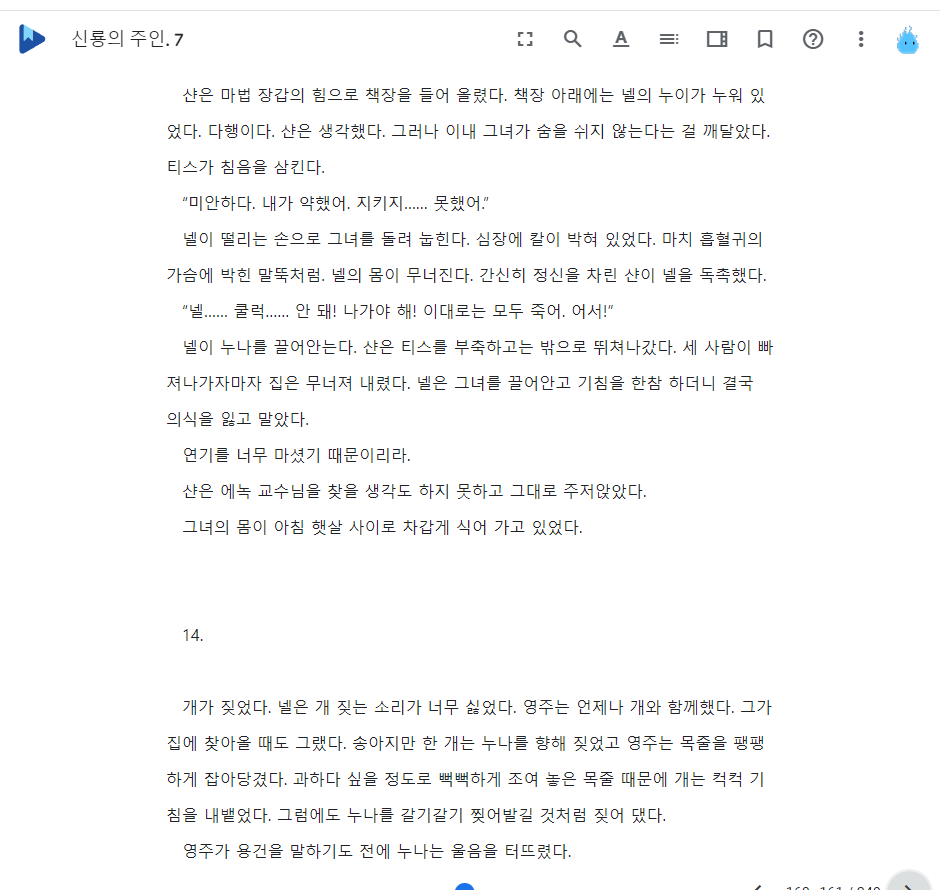 신룡의 주인. 7
샨은 마법 장갑의 힘으로 책장을 들어 올렸다. 책장 아래에는 넬의 누이가 누워 있
었다. 다행이다. 샨은 생각했다. 그러나 이내 그녀가 숨을 쉬지 않는다는 걸 깨달았다.
티스가 침음을 삼킨다.
“미안하다. 내가 약했어. 지키지…… 못했어.”
넬이 떨리는 손으로 그녀를 돌려 눕힌다. 심장에 칼이 박혀 있었다. 마치 흡혈귀의
가슴에 박힌 말뚝처럼. 넬의 몸이 무너진다. 간신히 정신을 차린 샨이 넬을 독촉했다.
“넬…… 쿨럭…… 안 돼! 나가야 해! 이대로는 모두 죽어. 어서!”
넬이 누나를 끌어안는다. 샨은 티스를 부축하고는 밖으로 뛰쳐나갔다. 세 사람이 빠
져나가자마자 집은 무너져 내렸다. 넬은 그녀를 끌어안고 기침을 한참 하더니 결국
의식을 잃고 말았다.
연기를 너무 마셨기 때문이리라.
샨은 에녹 교수님을 찾을 생각도 하지 못하고 그대로 주저앉았다.
그녀의 몸이 아침 햇살 사이로 차갑게 식어 가고 있었다.
14.
개가 짖었다. 넬은 개 짖는 소리가 너무 싫었다. 영주는 언제나 개와 함께했다. 그가
집에 찾아올 때도 그랬다. 송아지만 한 개는 누나를 향해 짖었고 영주는 목줄을 팽팽
하게 잡아당겼다. 과하다 싶을 정도로 뻑뻑하게 조여 놓은 목줄 때문에 개는 컥컥 기
침을 내뱉었다. 그럼에도 누나를 갈기갈기 찢어발길 것처럼 짖어 댔다.
영주가 용건을 말하기도 전에 누나는 울음을 터뜨렸다.